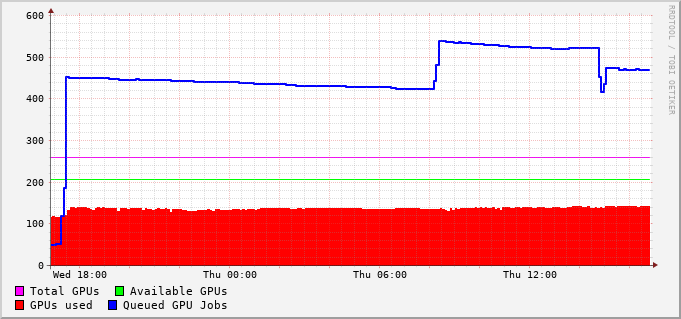 600
500
400
300
200
100
0
Wed 18:00 Thu 00:00 Thu 06:00 Thu 12:00
Total GPUs Available GPUs
GPUs used Queued GPU Jobs
RRDTOOL / TOBI OETIKER